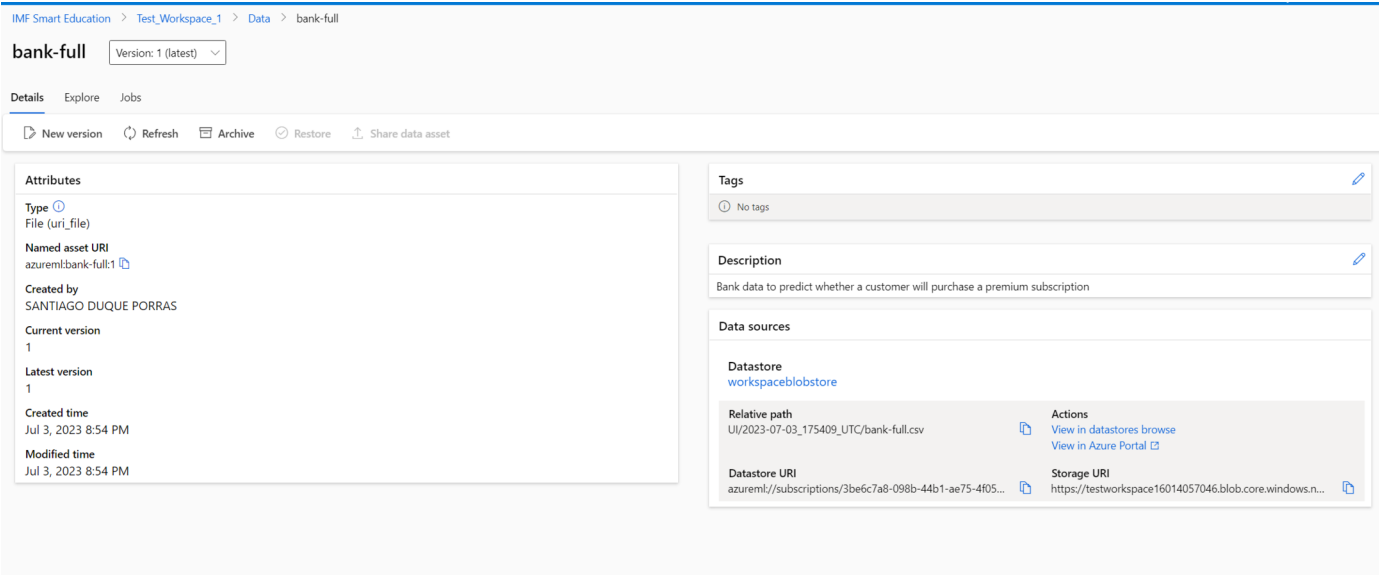 IMF Smart Education > Test_Workspace_1 > Data > bank-full
bank-full Version: 1 (latest)
Details Explore Jobs
New version Refresh Archive Restore Share data asset
Attributes
Type
File (uri_file)
Named asset URI
azureml:bank-full:1
Created by
SANTIAGO DUQUE PORRAS
Current version
1
Latest version
1
Created time
Jul 3, 2023 8:54 PM
Modified time
Jul 3, 2023 8:54 PM
Tags
No tags
Description
Bank data to predict whether a customer will purchase a premium subscription
Data sources
Datastore
workspaceblobstore
Relative path
UI/2023-07-03_175409_UTC/bank-full.csv
Actions
View in datastores browse
View in Azure Portal
Datastore URI
azureml://subscriptions/3be6c7a8-098b-44b1-ae75-4f05...
Storage URI
https://testworkspace16014057046.blob.core.windows.n...